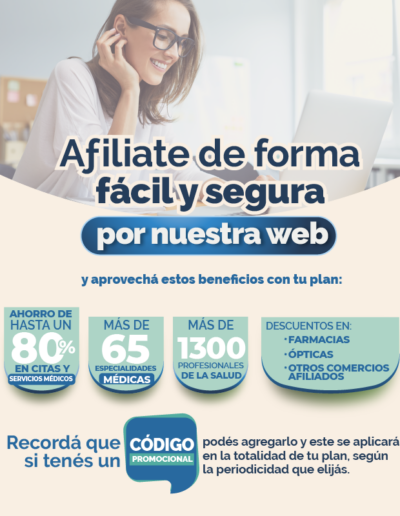 Afiliate de forma
fácil y segura
por nuestra web
y aprovechá estos beneficios con tu plan:
AHORRO DE
HASTA UN
80%
EN CITAS Y
SERVICIOS MÉDICOS
MÁS DE
65
ESPECIALIDADES
MÉDICAS
MÁS DE
1300
PROFESIONALES
DE LA SALUD
DESCUENTOS EN:
• FARMACIAS
• ÓPTICAS
• OTROS COMERCIOS
AFILIADOS
Recordá que
si tenés un
CÓDIGO
PROMOCIONAL
podés agregarlo y este se aplicará
en la totalidad de tu plan, según
la periodicidad que elijás.